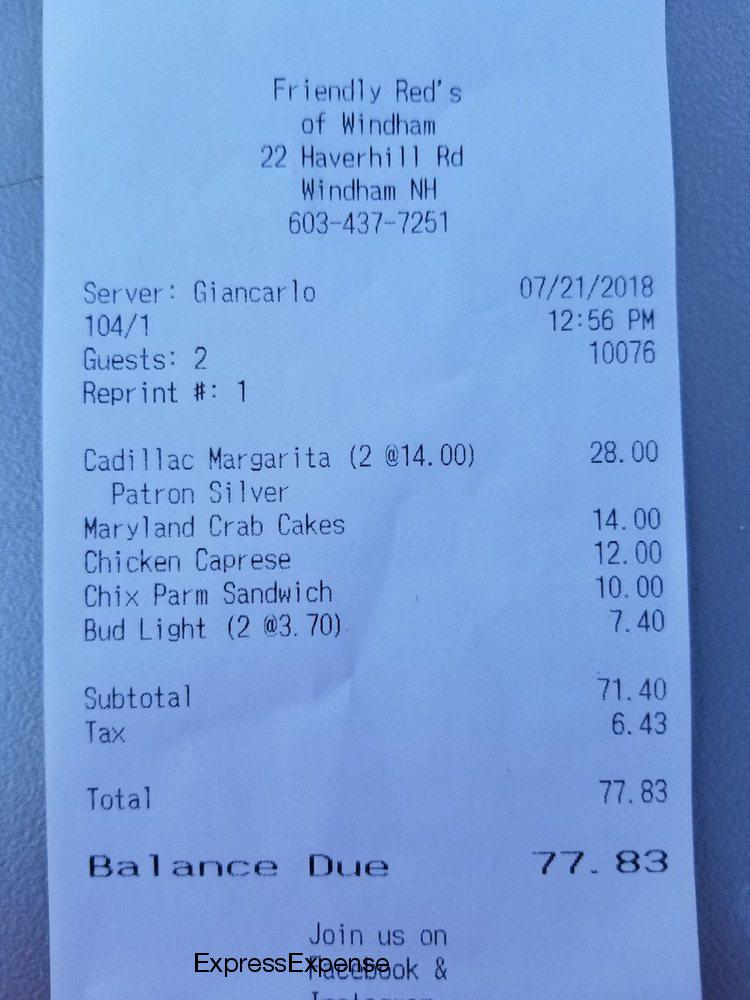 Friendly Red's
of Windham
22 Haverhill Rd
Windham NH
603-437-7251
Server: Giancarlo 07/21/2018
104/1 12:56 PM
Guests: 2 10076
Reprint #: 1
Cadillac Margarita (2 @14.00) 28.00
Patron Silver
Maryland Crab Cakes 14.00
Chicken Caprese 12.00
Chix Parm Sandwich 10.00
Bud Light (2 @3.70) 7.40
Subtotal 71.40
Tax 6.43
Total 77.83
Balance Due 77.83
Join us on
Facebook &
ExpressExpense
Instagram